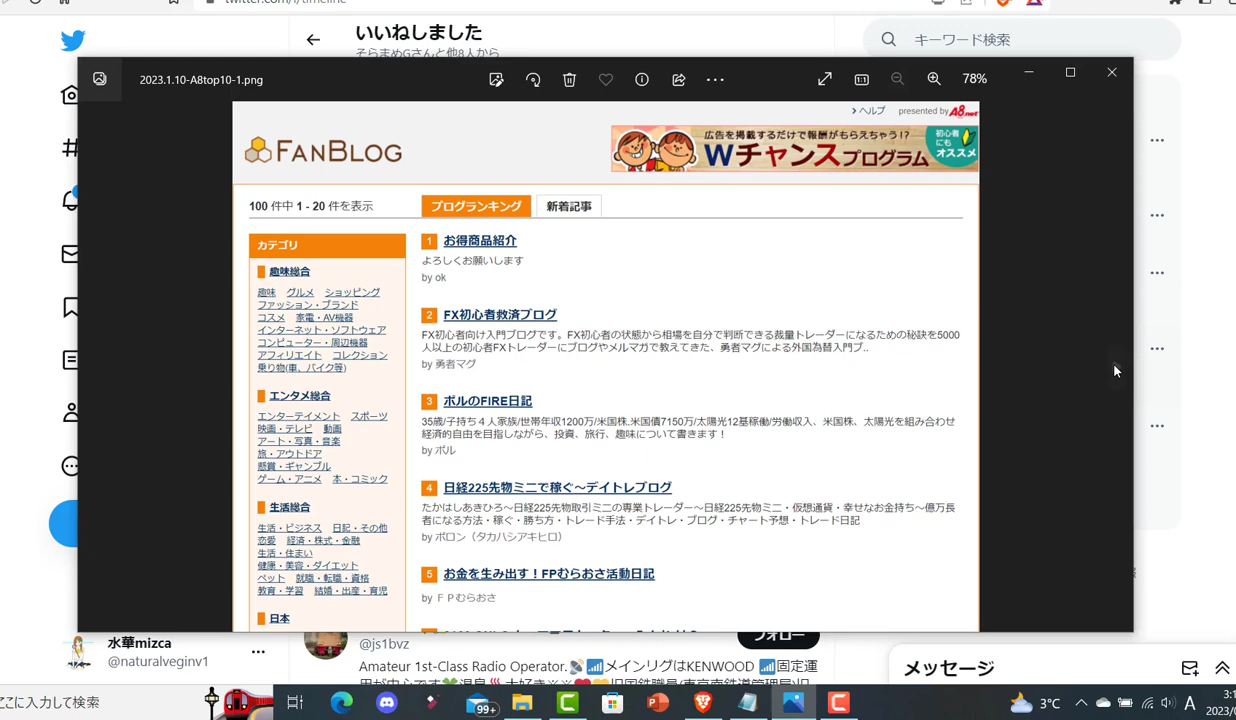 twitter.com/i/timeline
いいねしました
そらまめGさんと他8人から
キーワード検索
2023.1.10-A8top10-1.png
78%
ヘルプ
presented by A8.net
FANBLOG
広告を掲載するだけで報酬がもらえちゃう!?
Wチャンスプログラム
初心者
にも
オススメ
100 件中 1 - 20 件を表示
ブログランキング
新着記事
カテゴリ
趣味総合
趣味 グルメ ショッピング
ファッション・ブランド
コスメ 家電・AV機器
インターネット・ソフトウェア
コンピューター・周辺機器
アフィリエイト コレクション
乗り物(車、バイク等)
エンタメ総合
エンターテイメント スポーツ
映画・テレビ 動画
アート・写真・音楽
旅・アウトドア
懸賞・ギャンブル
ゲーム・アニメ 本・コミック
生活総合
生活・ビジネス 日記・その他
恋愛 経済・株式・金融
生活・住まい
健康・美容・ダイエット
ペット 就職・転職・資格
教育・学習 結婚・出産・育児
日本
1 お得商品紹介
よろしくお願いします
by ok
2 FX初心者救済ブログ
FX初心者向け入門ブログです。FX初心者の状態から相場を自分で判断できる裁量トレーダーになるための秘訣を5000
人以上の初心者FXトレーダーにブログやメルマガで教えてきた、勇者マグによる外国為替入門ブ..
by 勇者マグ
3 ボルのFIRE日記
35歳/子持ち４人家族/世帯年収1200万/米国株.米国債7150万/太陽光12基稼働/労働収入、米国株、太陽光を組み合わせ
経済的自由を目指しながら、投資、旅行、趣味について書きます！
by ボル
4 日経225先物ミニで稼ぐ～デイトレブログ
たかはしあきひろ～日経225先物取引ミニの専業トレーダー～日経225先物ミニ・仮想通貨・幸せなお金持ち～億万長
者になる方法・稼ぐ・勝ち方・トレード手法・デイトレ・ブログ・チャート予想・トレード日記
by ボロン（タカハシアキヒロ）
5 お金を生み出す！FPむらおさ活動日記
by ＦＰむらおさ
水華mizca
@naturalveginv1
@js1bvz
フォロー
Amateur 1st-Class Radio Operator. メインリグはKENWOOD 固定運
メッセージ
ここに入力して検索
99+
3°C
A
3:1
2023/0